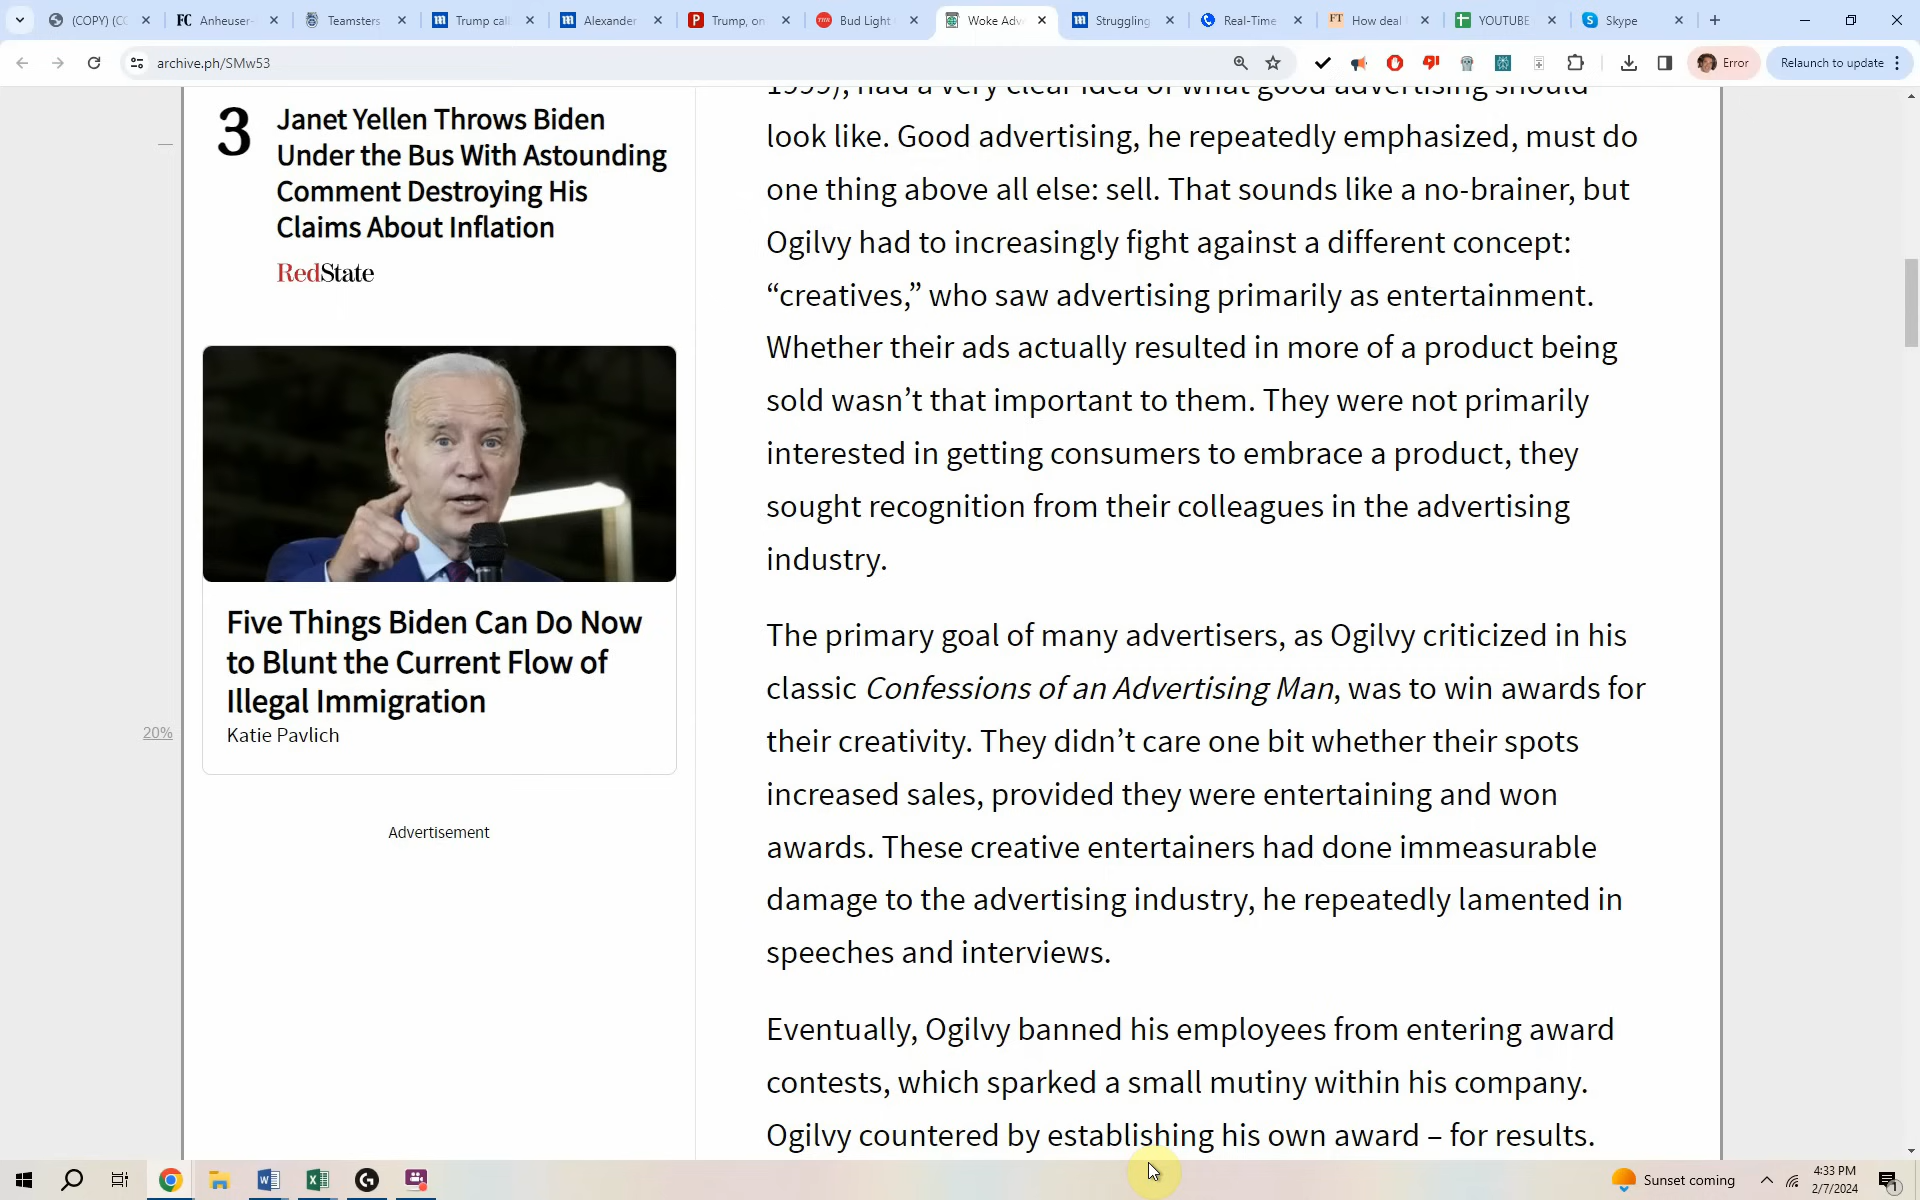 (COPY) (CC
Anheuser-
Teamsters
Trump call
Alexander
Trump, on
Bud Light
Woke Adv
Struggling
Real-Time
How deal
YOUTUBE
Skype
archive.ph/SMw53
Error
Relaunch to update
3
Janet Yellen Throws Biden
Under the Bus With Astounding
Comment Destroying His
Claims About Inflation
RedState
Five Things Biden Can Do Now
to Blunt the Current Flow of
Illegal Immigration
Katie Pavlich
20%
Advertisement
1999), had a very clear idea of what good advertising should
look like. Good advertising, he repeatedly emphasized, must do
one thing above all else: sell. That sounds like a no-brainer, but
Ogilvy had to increasingly fight against a different concept:
“creatives,” who saw advertising primarily as entertainment.
Whether their ads actually resulted in more of a product being
sold wasn’t that important to them. They were not primarily
interested in getting consumers to embrace a product, they
sought recognition from their colleagues in the advertising
industry.
The primary goal of many advertisers, as Ogilvy criticized in his
classic Confessions of an Advertising Man, was to win awards for
their creativity. They didn’t care one bit whether their spots
increased sales, provided they were entertaining and won
awards. These creative entertainers had done immeasurable
damage to the advertising industry, he repeatedly lamented in
speeches and interviews.
Eventually, Ogilvy banned his employees from entering award
contests, which sparked a small mutiny within his company.
Ogilvy countered by establishing his own award – for results.
Sunset coming
4:33 PM
2/7/2024